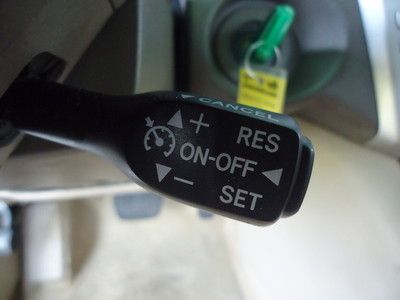 CANCEL
+ RES
ON-OFF
– SET